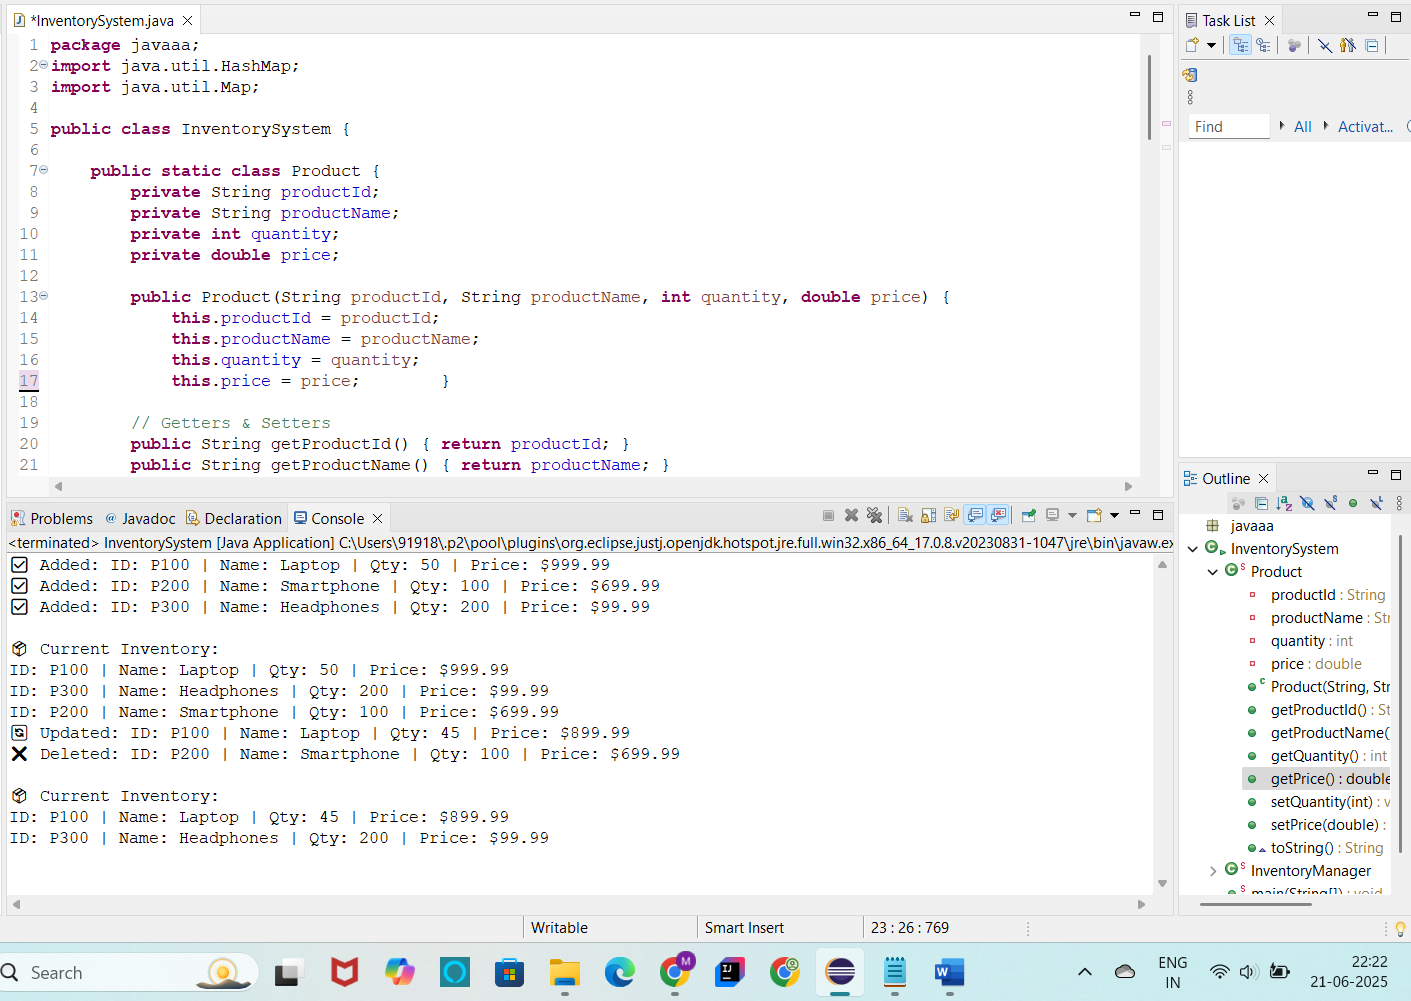 *InventorySystem.java
1 package javaaa;
2 import java.util.HashMap;
3 import java.util.Map;
4
5 public class InventorySystem {
6
7 public static class Product {
8 private String productId;
9 private String productName;
10 private int quantity;
11 private double price;
12
13 public Product(String productId, String productName, int quantity, double price) {
14 this.productId = productId;
15 this.productName = productName;
16 this.quantity = quantity;
17 this.price = price; }
18
19 // Getters & Setters
20 public String getProductId() { return productId; }
21 public String getProductName() { return productName; }
Task List
Find All Activat...
Problems Javadoc Declaration Console
<terminated> InventorySystem [Java Application] C:\Users\91918\.p2\pool\plugins\org.eclipse.justj.openjdk.hotspot.jre.full.win32.x86_64_17.0.8.v20230831-1047\jre\bin\javaw.ex
Added: ID: P100 | Name: Laptop | Qty: 50 | Price: $999.99
Added: ID: P200 | Name: Smartphone | Qty: 100 | Price: $699.99
Added: ID: P300 | Name: Headphones | Qty: 200 | Price: $99.99
Current Inventory:
ID: P100 | Name: Laptop | Qty: 50 | Price: $999.99
ID: P300 | Name: Headphones | Qty: 200 | Price: $99.99
ID: P200 | Name: Smartphone | Qty: 100 | Price: $699.99
Updated: ID: P100 | Name: Laptop | Qty: 45 | Price: $899.99
Deleted: ID: P200 | Name: Smartphone | Qty: 100 | Price: $699.99
Current Inventory:
ID: P100 | Name: Laptop | Qty: 45 | Price: $899.99
ID: P300 | Name: Headphones | Qty: 200 | Price: $99.99
Outline
javaaa
InventorySystem
Product
productId : String
productName : Str
quantity : int
price : double
Product(String, Str
getProductId() : St
getProductName(
getQuantity() : int
getPrice() : double
setQuantity(int) : v
setPrice(double) :
toString() : String
InventoryManager
main(String[]) : void
Writable Smart Insert 23 : 26 : 769
Search
M
IJ
W
ENG
IN
22:22
21-06-2025